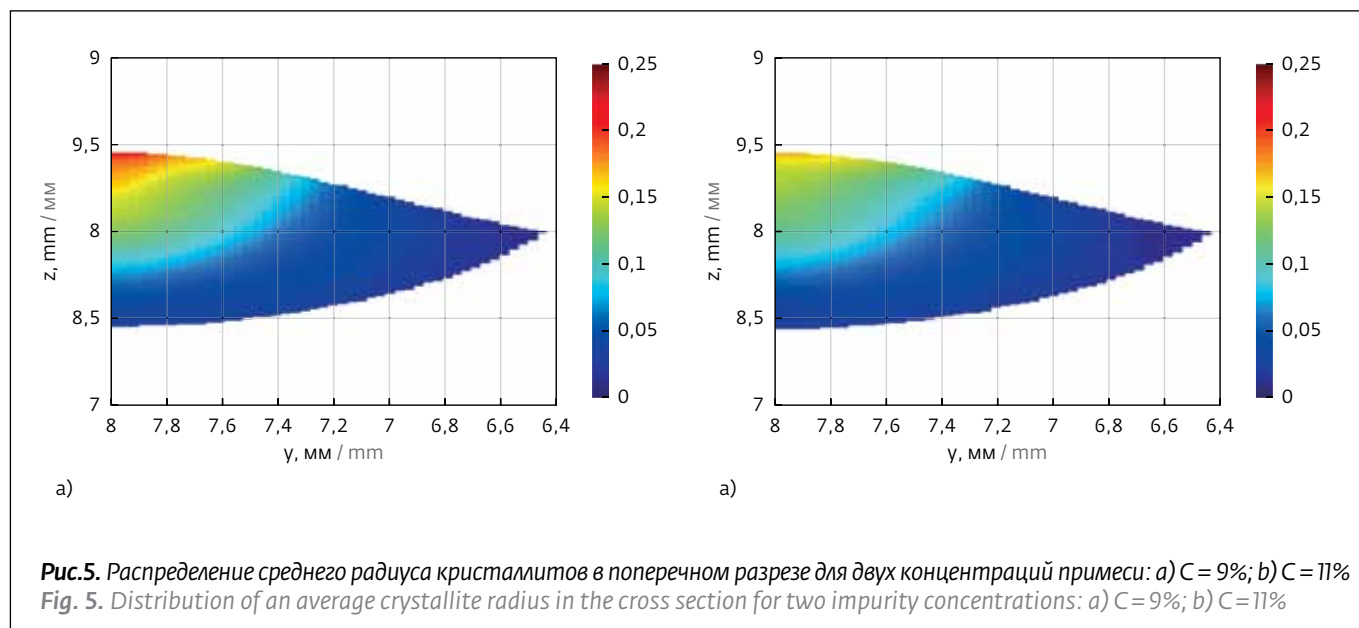 9
9,5
8
8,5
7
z, mm / мм
8 7,8 7,6 7,4 7,2 7 6,8 6,6 6,4
y, мм / mm
0,25
0,2
0,15
0,1
0,05
0
a)
9
9,5
8
8,5
7
z, mm / мм
8 7,8 7,6 7,4 7,2 7 6,8 6,6 6,4
y, мм / mm
0,25
0,2
0,15
0,1
0,05
0
a)
Рис.5. Распределение среднего радиуса кристаллитов в поперечном разрезе для двух концентраций примеси: a) C = 9%; b) C = 11%
Fig. 5. Distribution of an average crystallite radius in the cross section for two impurity concentrations: a) C = 9%; b) C = 11%